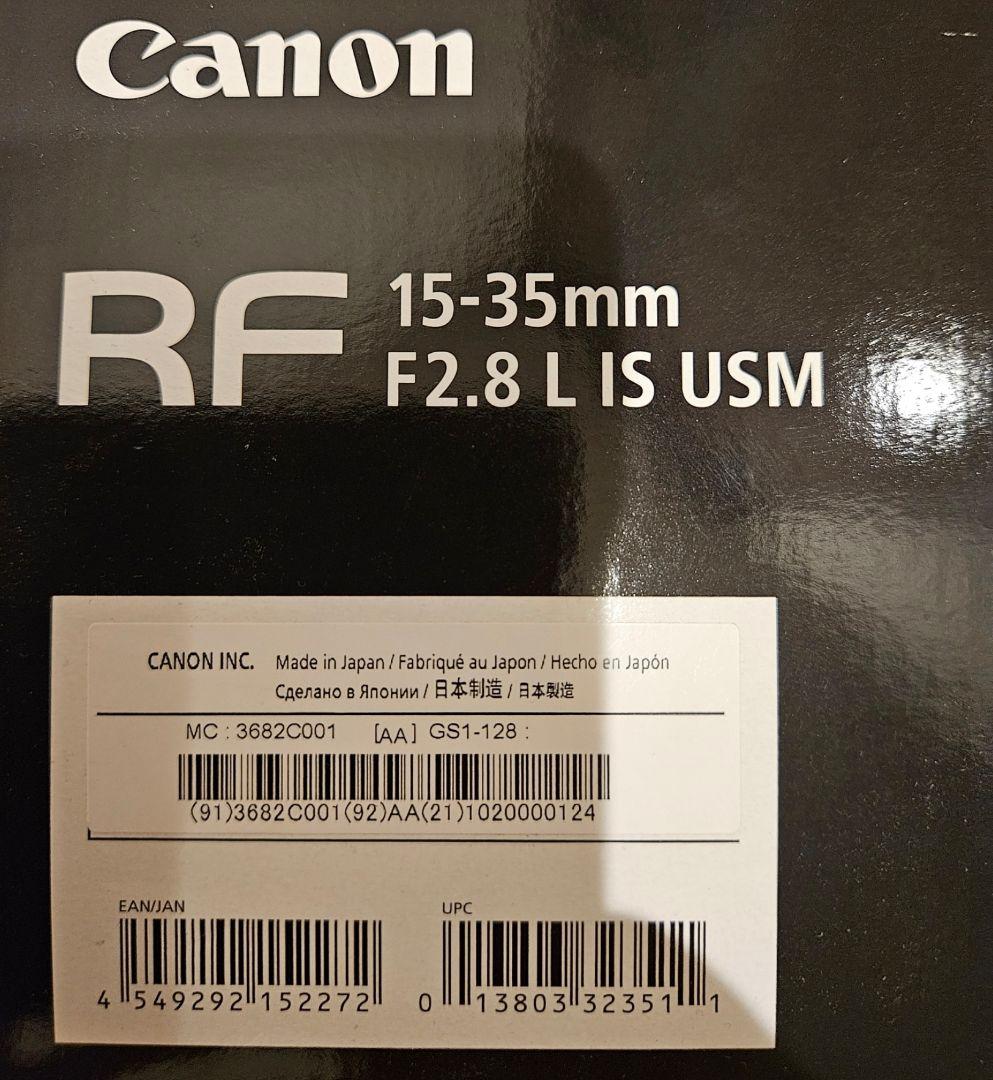 Canon
RF 15-35mm
F2.8 L IS USM
CANON INC. Made in Japan / Fabriqué au Japon / Hecho en Japón
Сделано в Японии / 日本制造 / 日本製造
MC : 3682C001 [AA] GS1-128 :
(91)3682C001(92)AA(21)1020000124
EAN/JAN UPC
4 549292 152272 0 13803 32351 1